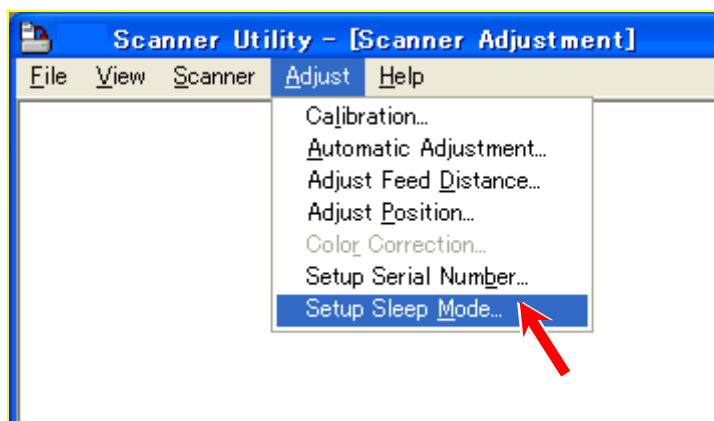 Scanner Utility - [Scanner Adjustment]
File View Scanner Adjust Help
Calibration...
Automatic Adjustment...
Adjust Feed Distance...
Adjust Position...
Color Correction...
Setup Serial Number...
Setup Sleep Mode...